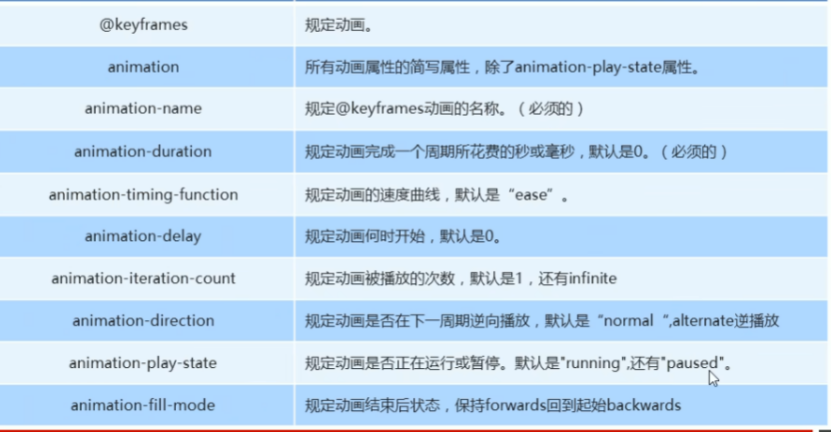 @keyframes 规定动画。
animation 所有动画属性的简写属性，除了animation-play-state属性。
animation-name 规定@keyframes动画的名称。（必须的）
animation-duration 规定动画完成一个周期所花费的秒或毫秒，默认是0。（必须的）
animation-timing-function 规定动画的速度曲线，默认是“ease”。
animation-delay 规定动画何时开始，默认是0。
animation-iteration-count 规定动画被播放的次数，默认是1，还有infinite
animation-direction 规定动画是否在下一周期逆向播放，默认是“normal“,alternate逆播放
animation-play-state 规定动画是否正在运行或暂停。默认是"running",还有"paused"。
animation-fill-mode 规定动画结束后状态，保持forwards回到起始backwards